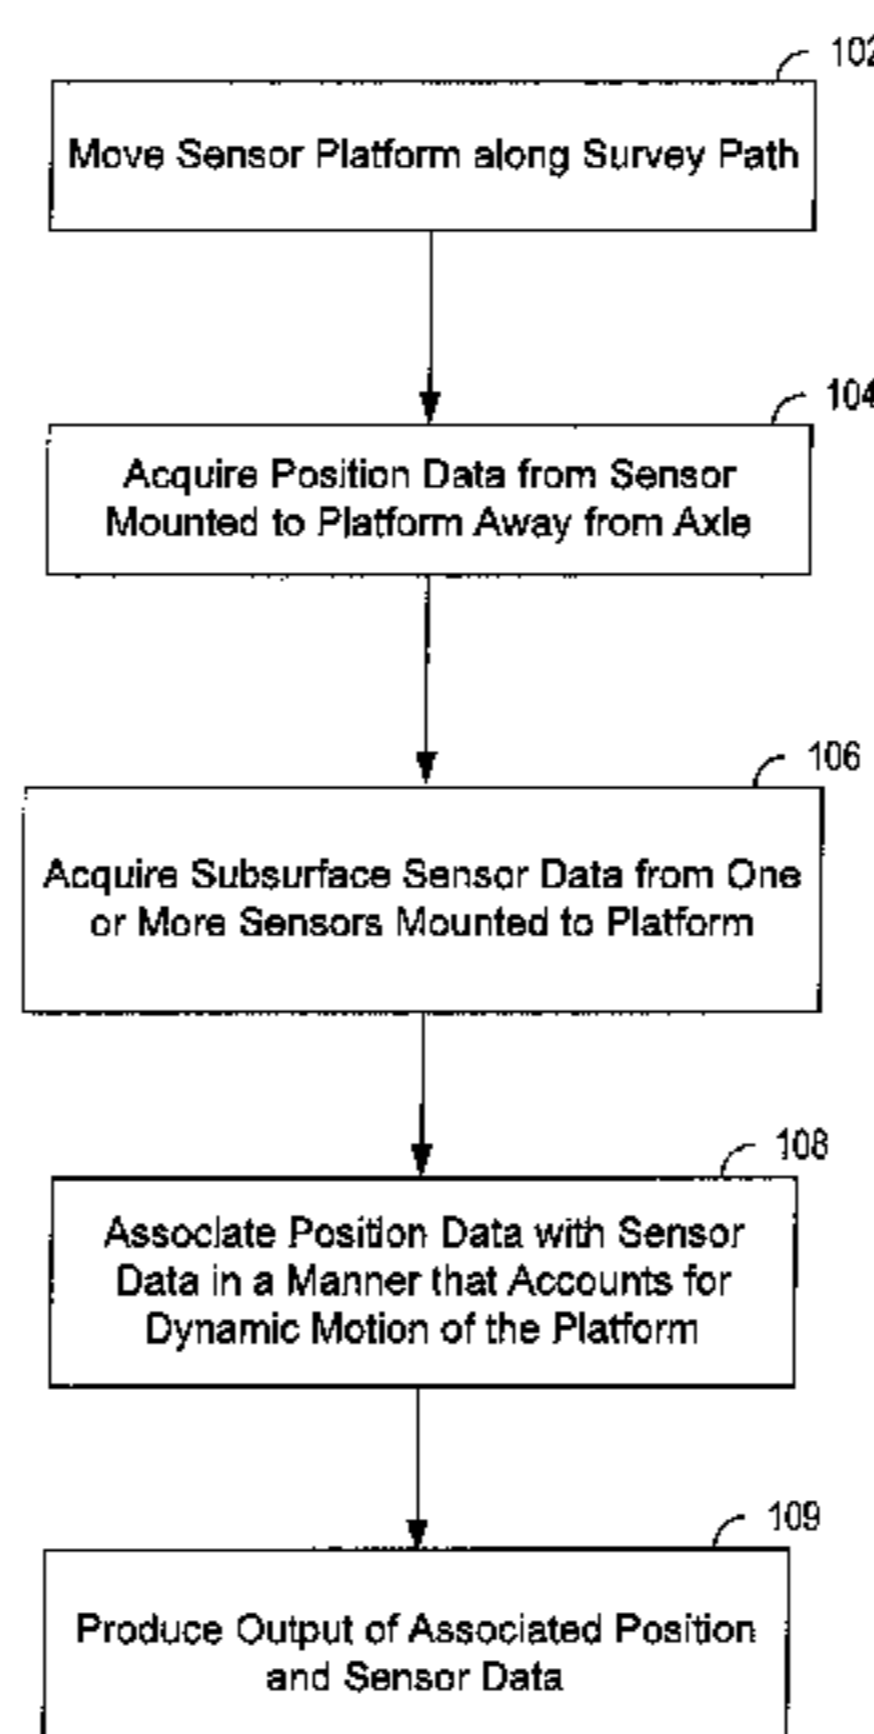 102
Move Sensor Platform along Survey Path
104
Acquire Position Data from Sensor
Mounted to Platform Away from Axle
106
Acquire Subsurface Sensor Data from One
or More Sensors Mounted to Platform
108
Associate Position Data with Sensor
Data in a Manner that Accounts for
Dynamic Motion of the Platform
109
Produce Output of Associated Position
and Sensor Data